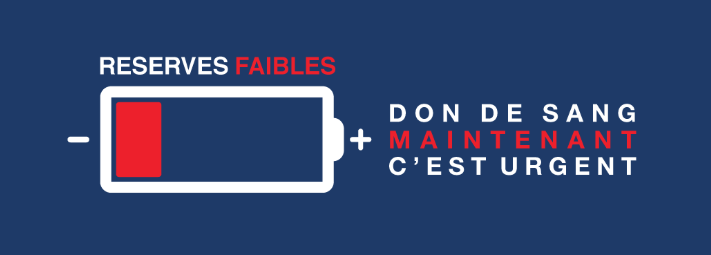 RESERVES FAIBLES
- +
DON DE SANG
MAINTENANT
C'EST URGENT